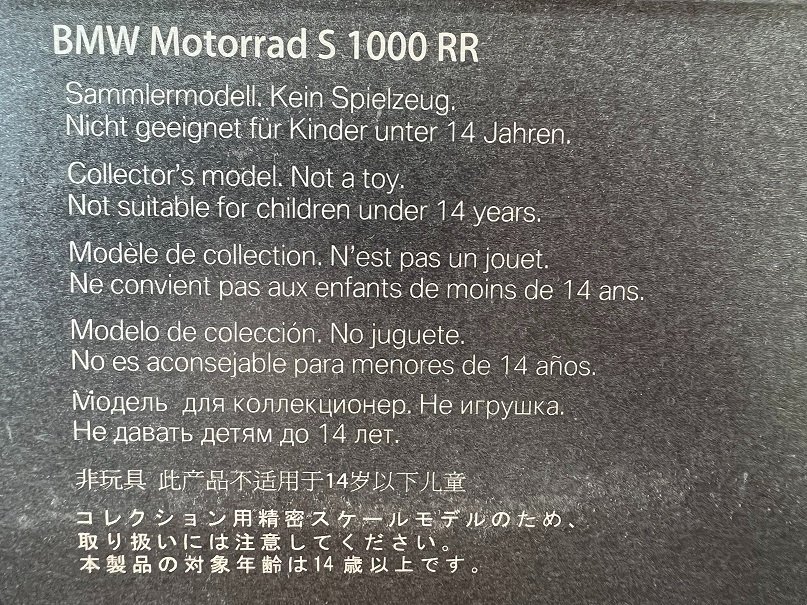 BMW Motorrad S 1000 RR
Sammlermodell. Kein Spielzeug.
Nicht geeignet für Kinder unter 14 Jahren.
Collector's model. Not a toy.
Not suitable for children under 14 years.
Modèle de collection. N'est pas un jouet.
Ne convient pas aux enfants de moins de 14 ans.
Modelo de colección. No juguete.
No es aconsejable para menores de 14 años.
Модель для коллекционер. Не игрушка.
Не давать детям до 14 лет.
非玩具 此产品不适用于14岁以下儿童
コレクション用精密スケールモデルのため、
取り扱いには注意してください。
本製品の対象年齢は14歳以上です。